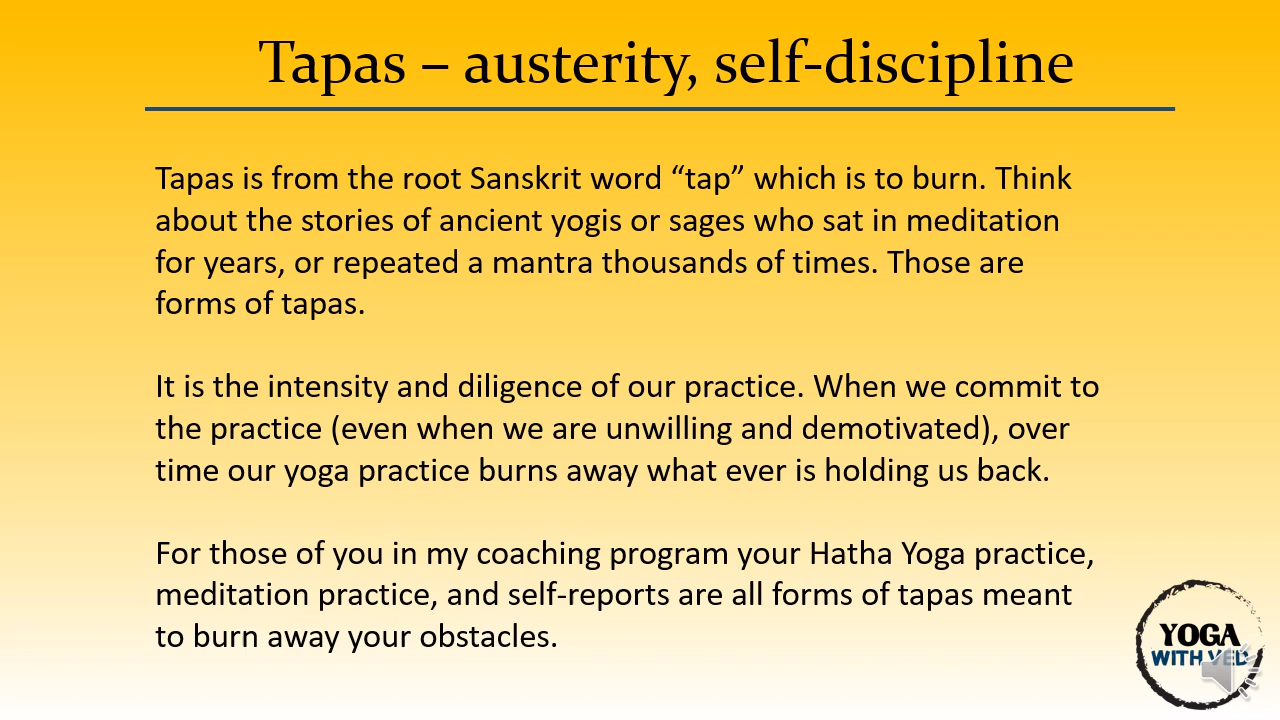 Tapas – austerity, self-discipline
Tapas is from the root Sanskrit word “tap” which is to burn. Think
about the stories of ancient yogis or sages who sat in meditation
for years, or repeated a mantra thousands of times. Those are
forms of tapas.
It is the intensity and diligence of our practice. When we commit to
the practice (even when we are unwilling and demotivated), over
time our yoga practice burns away what ever is holding us back.
For those of you in my coaching program your Hatha Yoga practice,
meditation practice, and self-reports are all forms of tapas meant
to burn away your obstacles.
YOGA
WITH VED